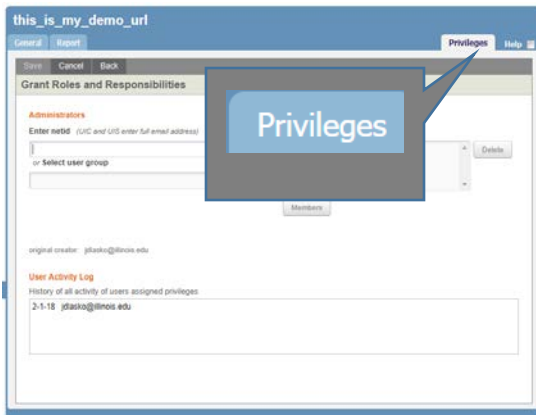 this_is_my_demo_url
General Report Privileges Help
Save Cancel Back
Grant Roles and Responsibilities
Privileges
Administrators
Enter netid (UIC and UIS enter full email address)
Delete
or Select user group
Members
original creator: jdlasko@illinois.edu
User Activity Log
History of all activity of users assigned privileges
2-1-18 jdlasko@illinois.edu